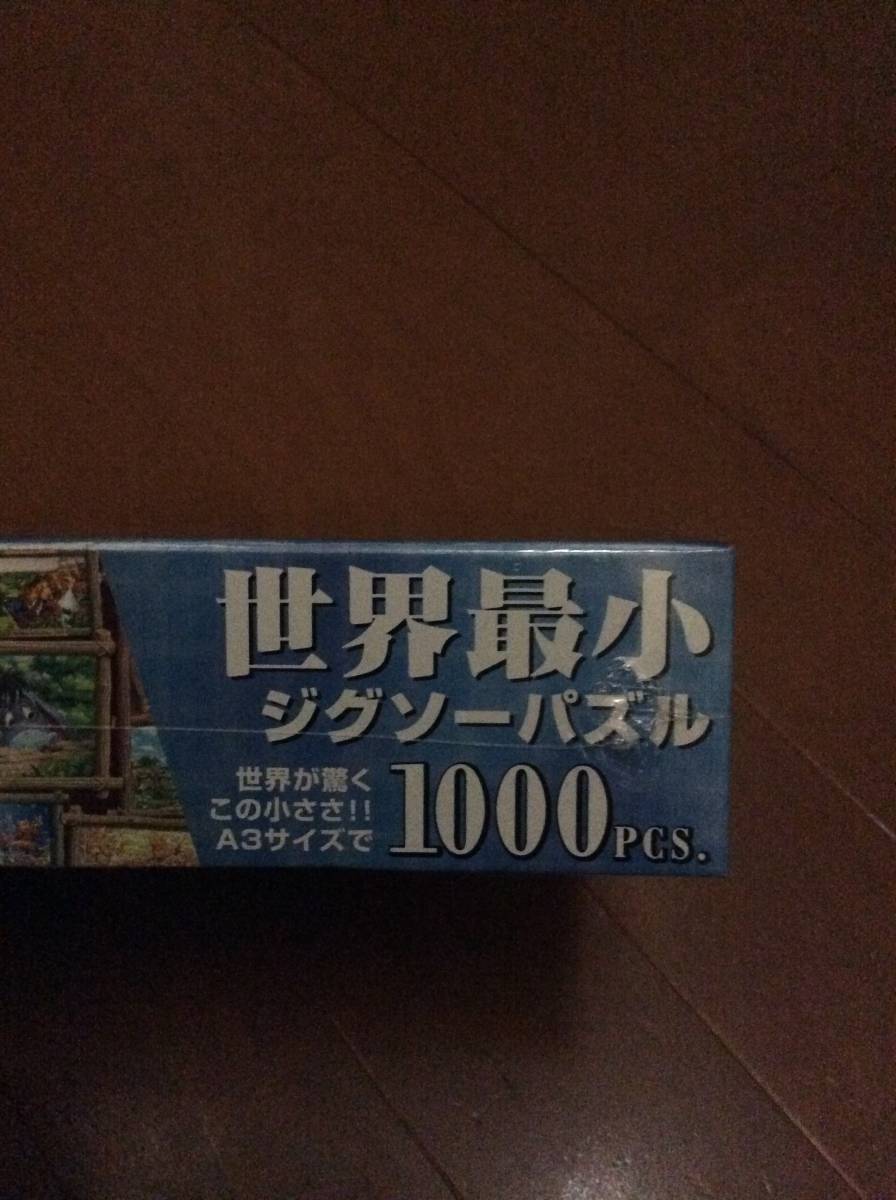 世界最小
ジグソーパズル
世界が驚く
この小ささ!!
A3サイズで
1000PCS.